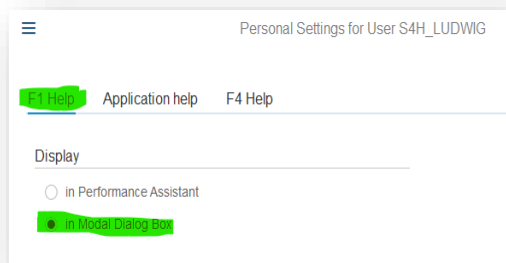 Personal Settings for User S4H_LUDWIG
F1 Help Application help F4 Help
Display
in Performance Assistant
in Modal Dialog Box